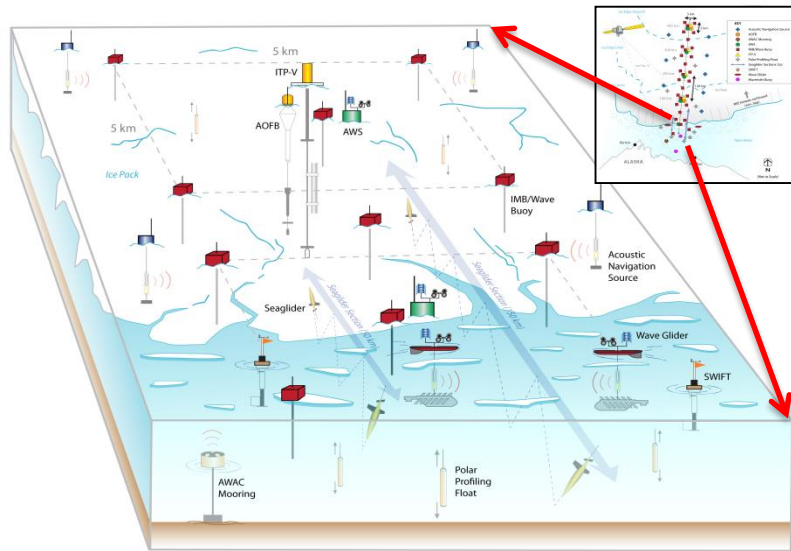 5 km
ITP-V
5 km
AOFB
AWS
Ice Pack
IMB/Wave
Buoy
Acoustic
Navigation
Source
Seaglider
Seaglider Section (50 km)
Wave Glider
SWIFT
AWAC
Mooring
Polar
Profiling
Float
KEY
Acoustic Navigation Source
AOFB
AWAC Mooring
AWS
IMB/Wave Buoy
ITP-V
Polar Profiling Float
SWIFT
Wave Glider
ALASKA
N